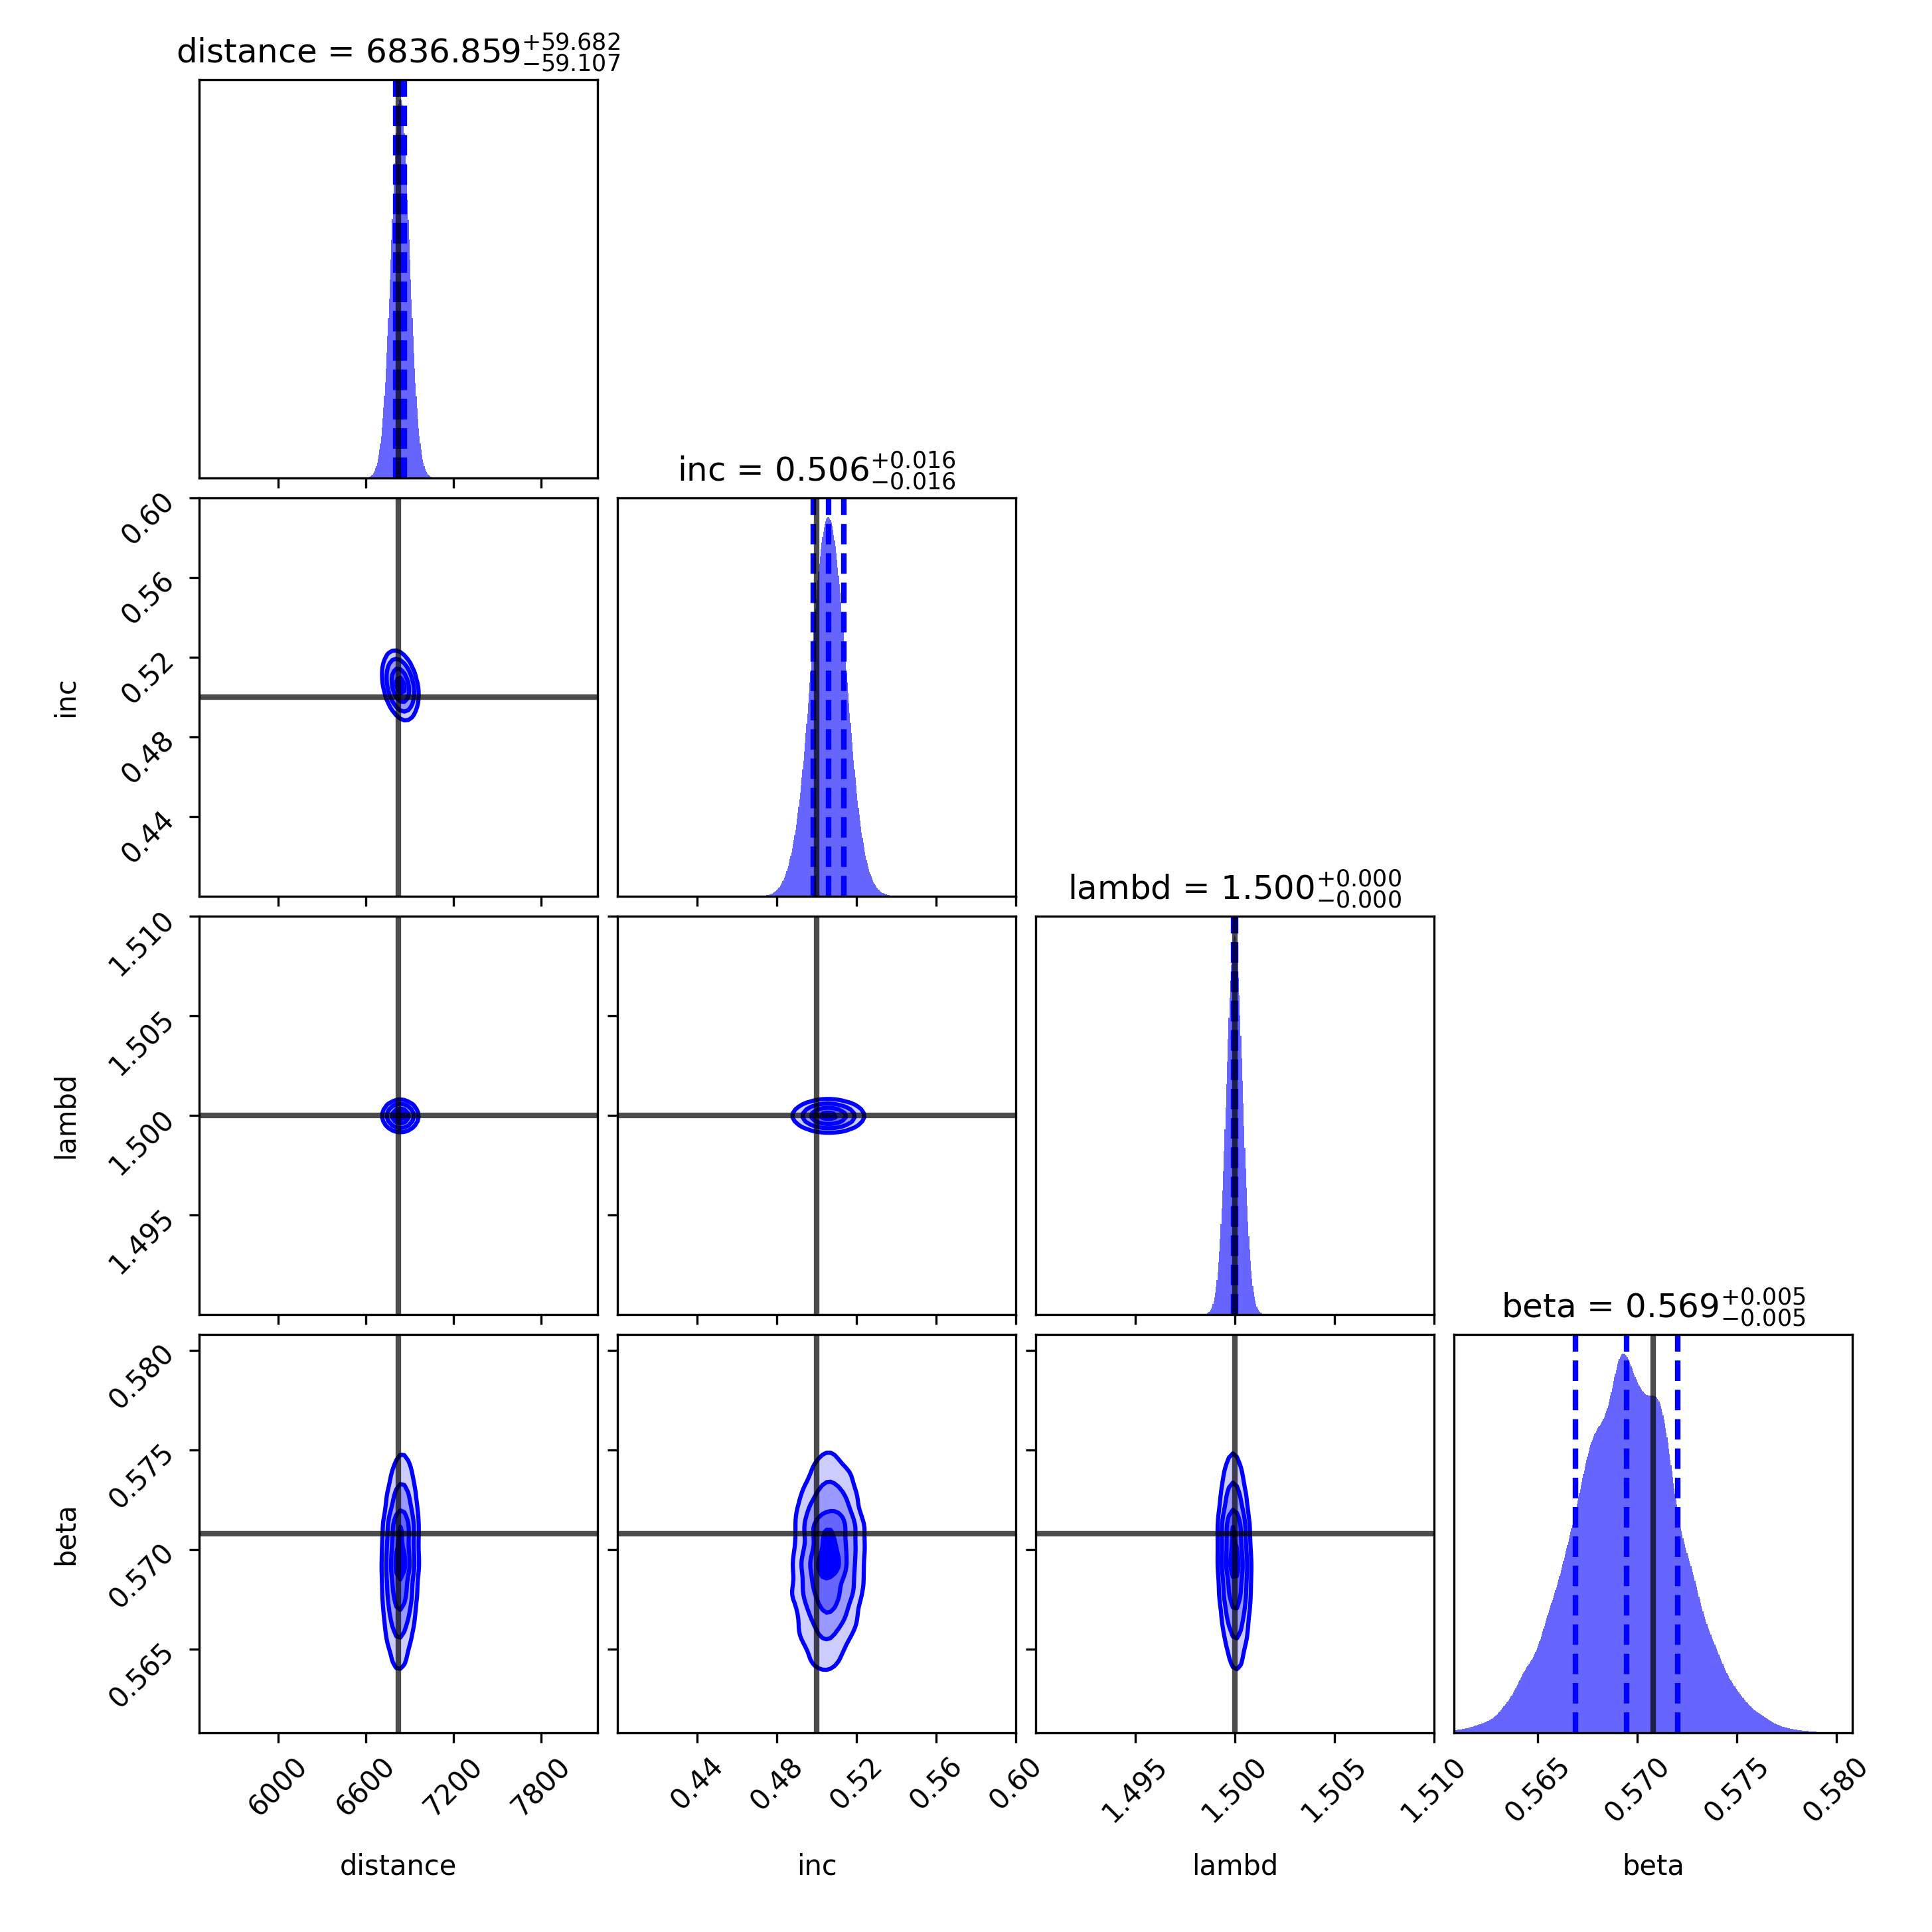 distance = 6836.859+59.682−59.107
inc = 0.506+0.016−0.016
0.60
0.56
0.52
0.48
0.44
inc
lambd = 1.500+0.000−0.000
1.510
1.505
1.500
1.495
lambd
beta = 0.569+0.005−0.005
0.580
0.575
0.570
0.565
beta
6000 6600 7200 7800 0.44 0.48 0.52 0.56 0.60 1.495 1.500 1.505 1.510 0.565 0.570 0.575 0.580
distance inc lambd beta